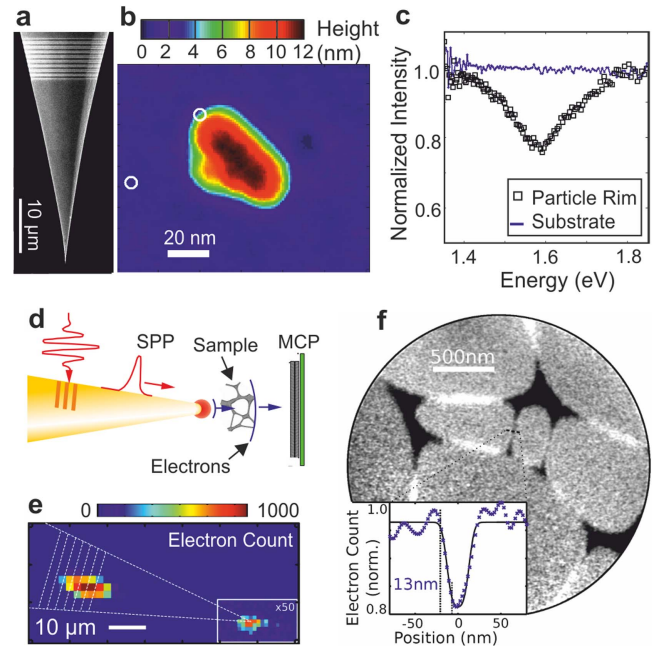 a
10 µm
b
Height
(nm)
0 2 4 6 8 10 12
20 nm
c
Normalized Intensity
1.0
0.8
0.6
Particle Rim
Substrate
1.4 1.6 1.8
Energy (eV)
d
SPP
Sample
MCP
Electrons
e
0 1000
Electron Count
x50
10 µm
f
500nm
Electron Count
(norm.)
1.0
0.8
13nm
-50 0 50
Position (nm)